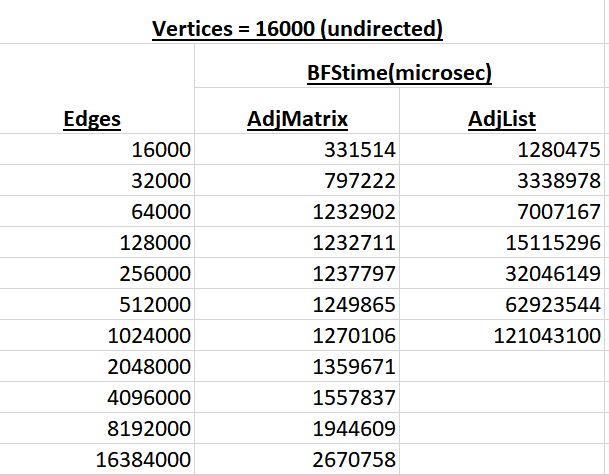 Vertices = 16000 (undirected)
BFStime(microsec)
Edges AdjMatrix AdjList
16000 331514 1280475
32000 797222 3338978
64000 1232902 7007167
128000 1232711 15115296
256000 1237797 32046149
512000 1249865 62923544
1024000 1270106 121043100
2048000 1359671
4096000 1557837
8192000 1944609
16384000 2670758